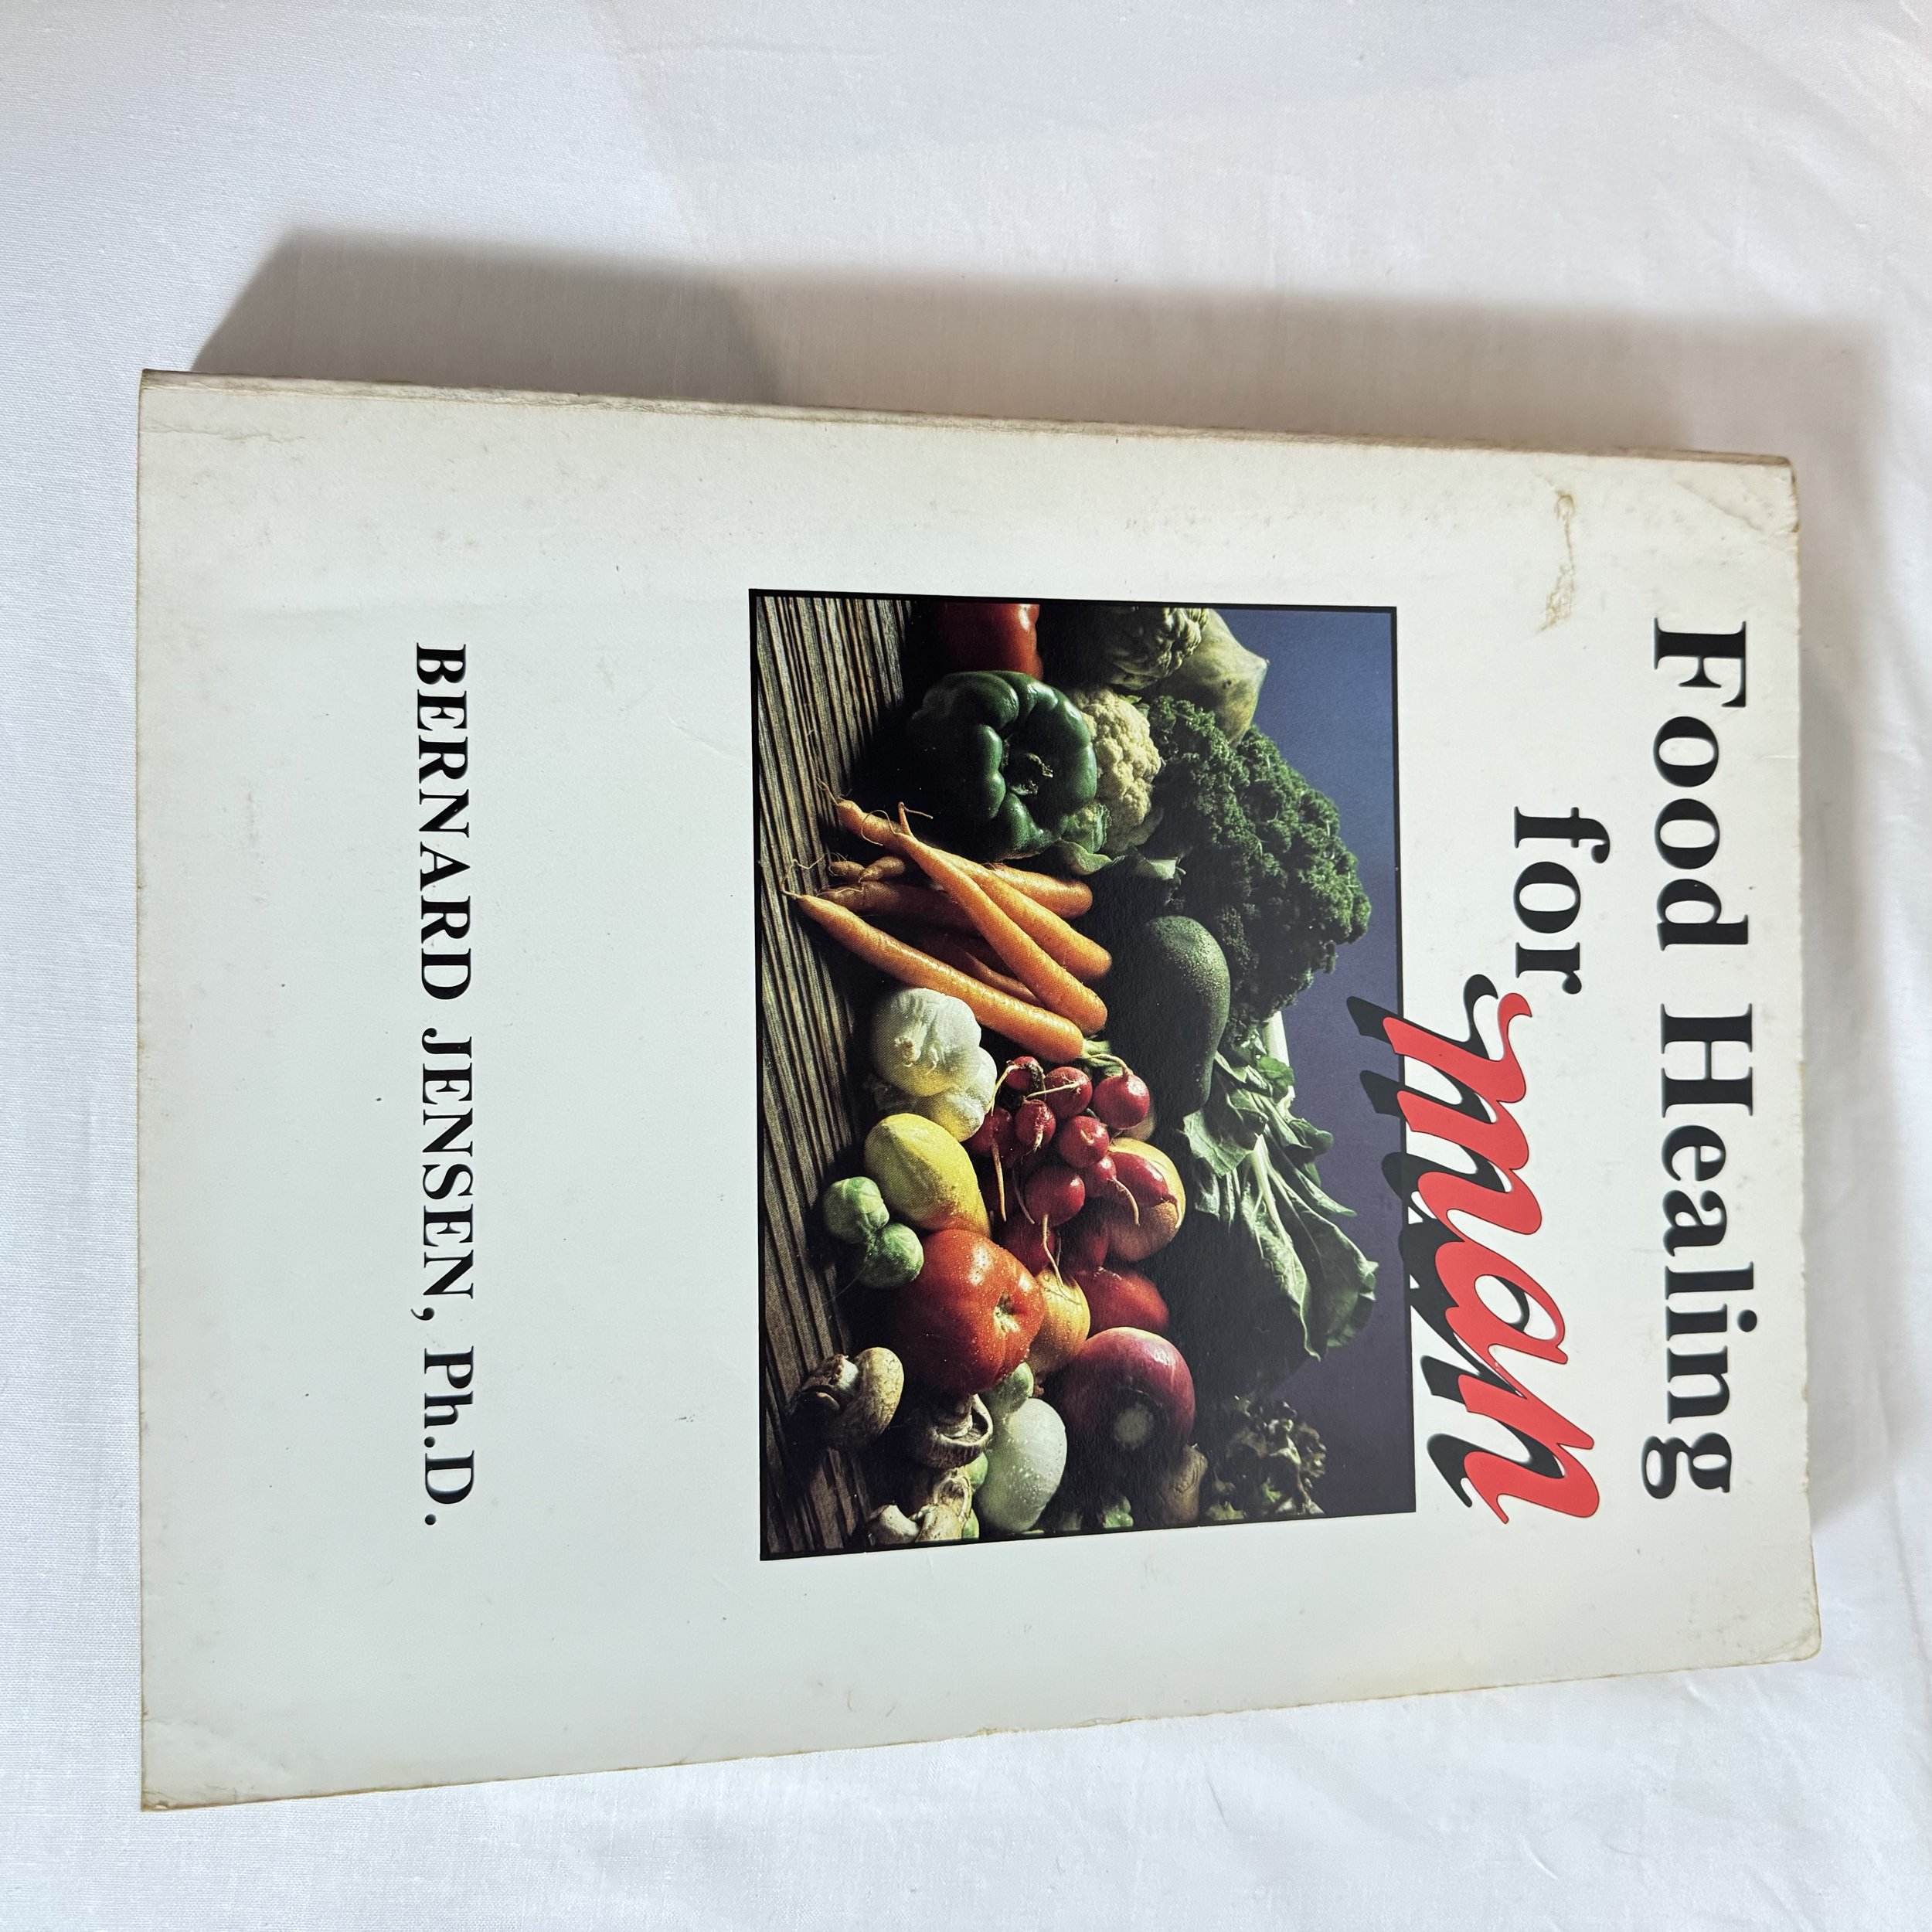 Food Healing
for man
BERNARD JENSEN, Ph.D.